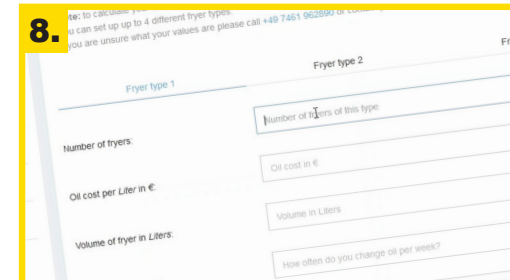 8.
te: to calculate
can set up up to 4 different fryer types.
you are unsure what your values are please call +49 7461 962890 or
Fryer type 1
Fryer type 2
Number of fryers:
Number of fryers of this type
Oil cost per Liter in €:
Oil cost in €
Volume of fryer in Liters:
Volume in Liters
How often do you change oil per week?